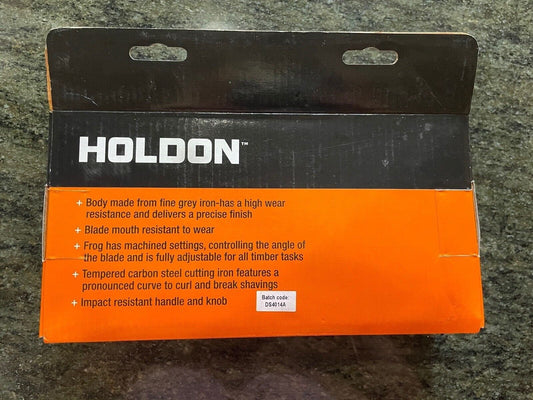 HOLDON™
+ Body made from fine grey iron-has a high wear
resistance and delivers a precise finish
+ Blade mouth resistant to wear
+ Frog has machined settings, controlling the angle of
the blade and is fully adjustable for all timber tasks
+ Tempered carbon steel cutting iron features a
pronounced curve to curl and break shavings
+ Impact resistant handle and knob
Batch code:
DS4014A